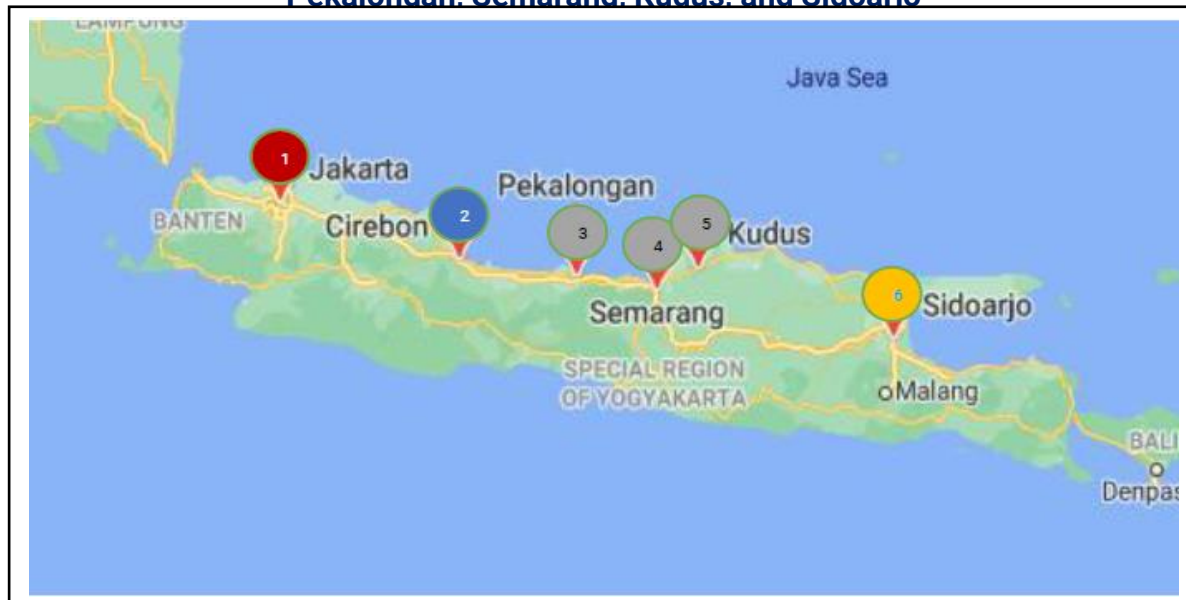 Pekalongan, Semarang, Kudus, and Sidoarjo
LAMPUNG
Java Sea
1
Jakarta
Pekalongan
BANTEN
Cirebon
2
3
4
5
Kudus
6
Sidoarjo
Semarang
SPECIAL REGION
OF YOGYAKARTA
Malang
BALI
Denpas